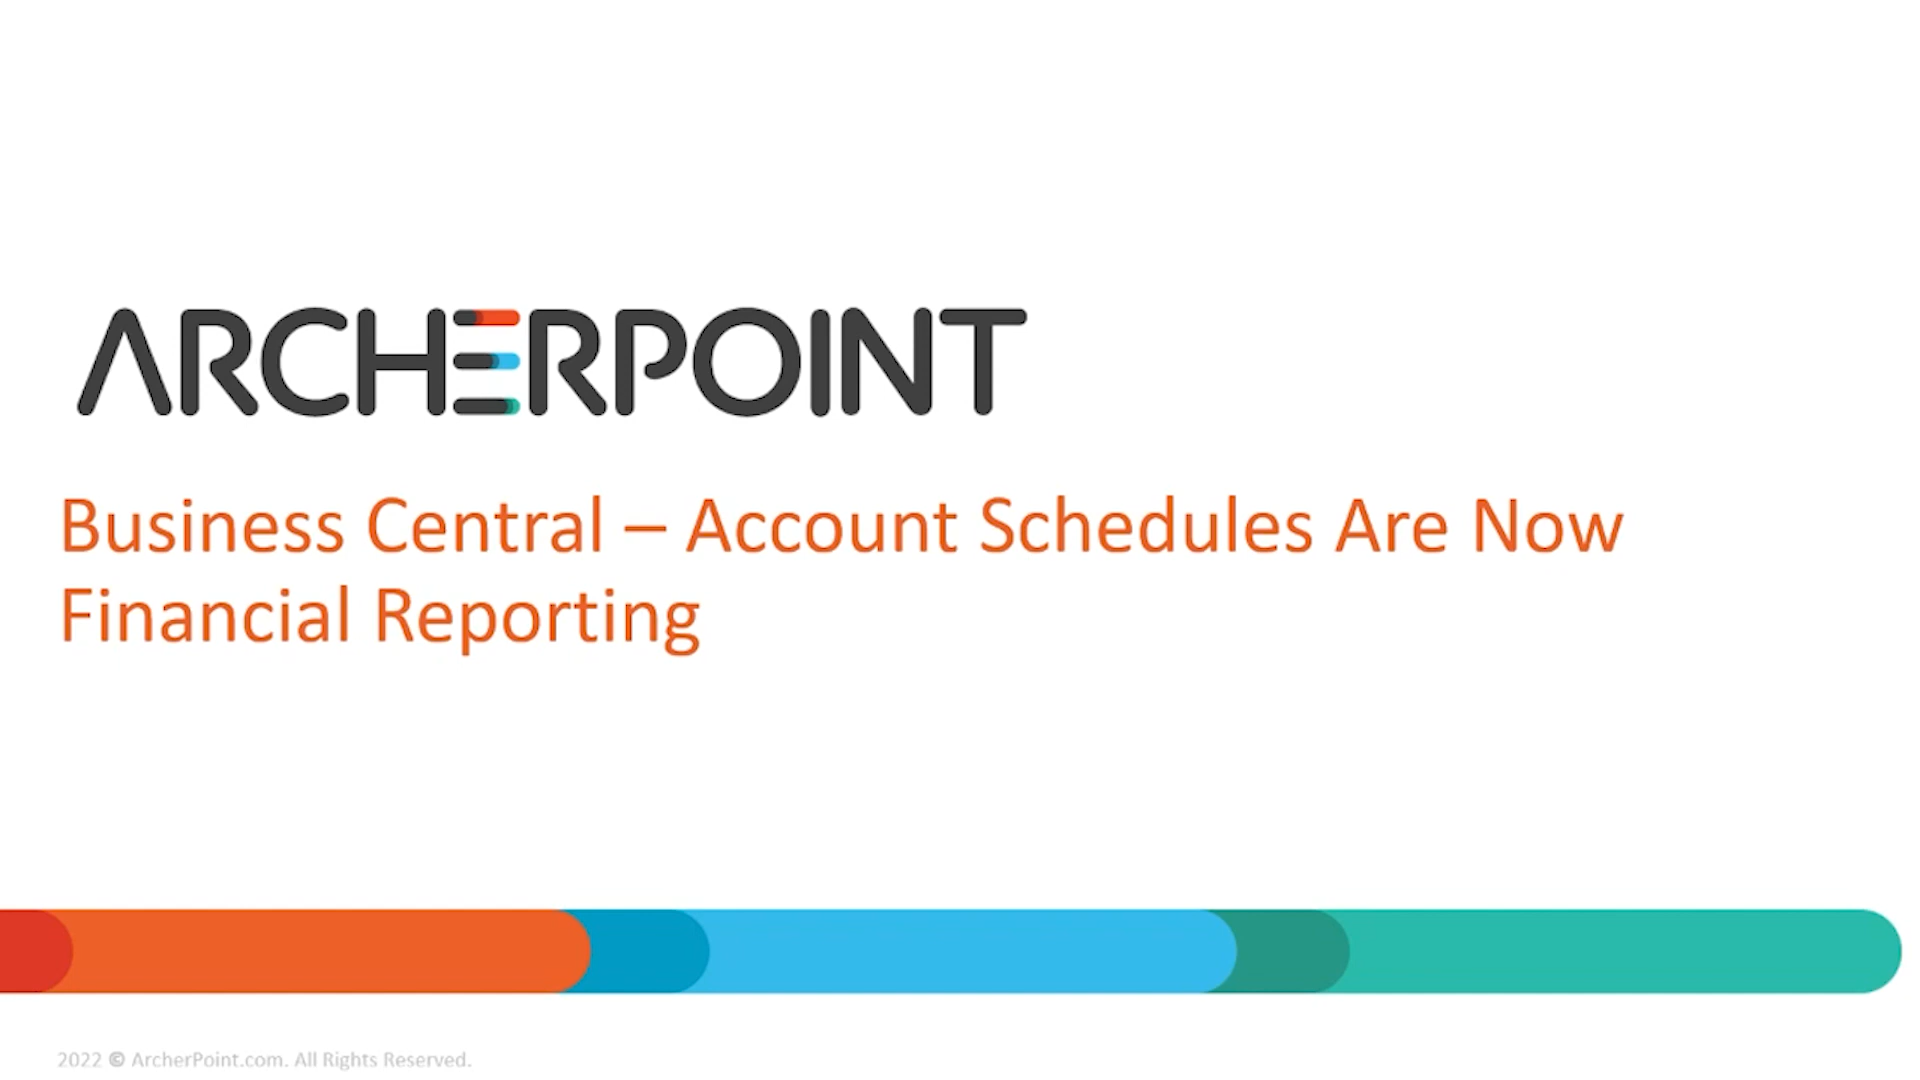 ARCHERPOINT
Business Central – Account Schedules Are Now
Financial Reporting
2022 © ArcherPoint.com. All Rights Reserved.